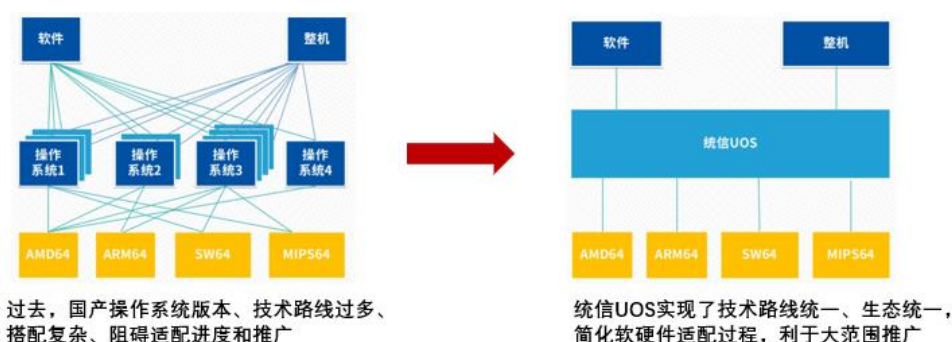 软件
整机
操作
系统1
操作
系统2
操作
系统3
操作
系统4
AMD64
ARM64
SW64
MIPS64
过去，国产操作系统版本、技术路线过多、
搭配复杂、阻碍适配进度和推广
软件
整机
统信UOS
AMD64
ARM64
SW64
MIPS64
统信UOS实现了技术路线统一、生态统一，
简化软硬件适配过程，利于大范围推广